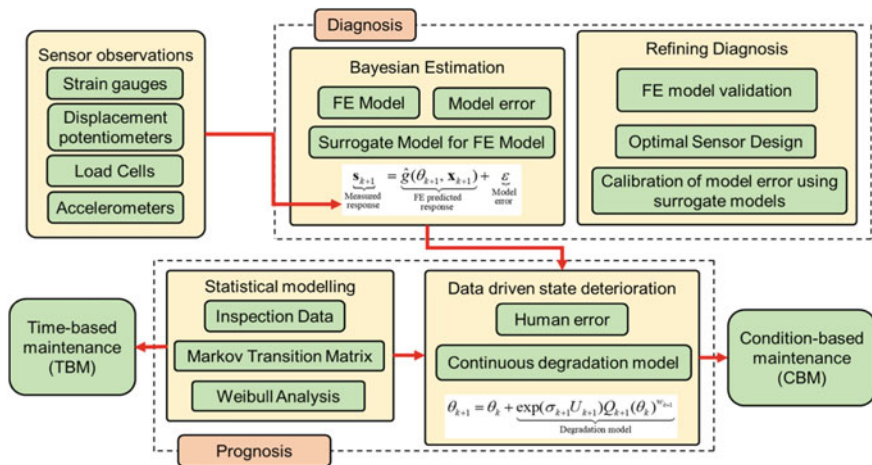 Diagnosis
Sensor observations
Strain gauges
Displacement
potentiometers
Load Cells
Accelerometers
Bayesian Estimation
FE Model
Model error
Surrogate Model for FE Model
s_{k+1} = ĝ(θ_{k+1}, x_{k+1}) + ε
Measured
response
FE predicted
response
Model
error
Refining Diagnosis
FE model validation
Optimal Sensor Design
Calibration of model error using
surrogate models
Time-based
maintenance
(TBM)
Statistical modelling
Inspection Data
Markov Transition Matrix
Weibull Analysis
Data driven state deterioration
Human error
Continuous degradation model
θ_{k+1} = θ_k + exp(σ_{k+1}U_{k+1})Q_{k+1}(θ_k)^{w_{k+1}}
Degradation model
Condition-based
maintenance
(CBM)
Prognosis